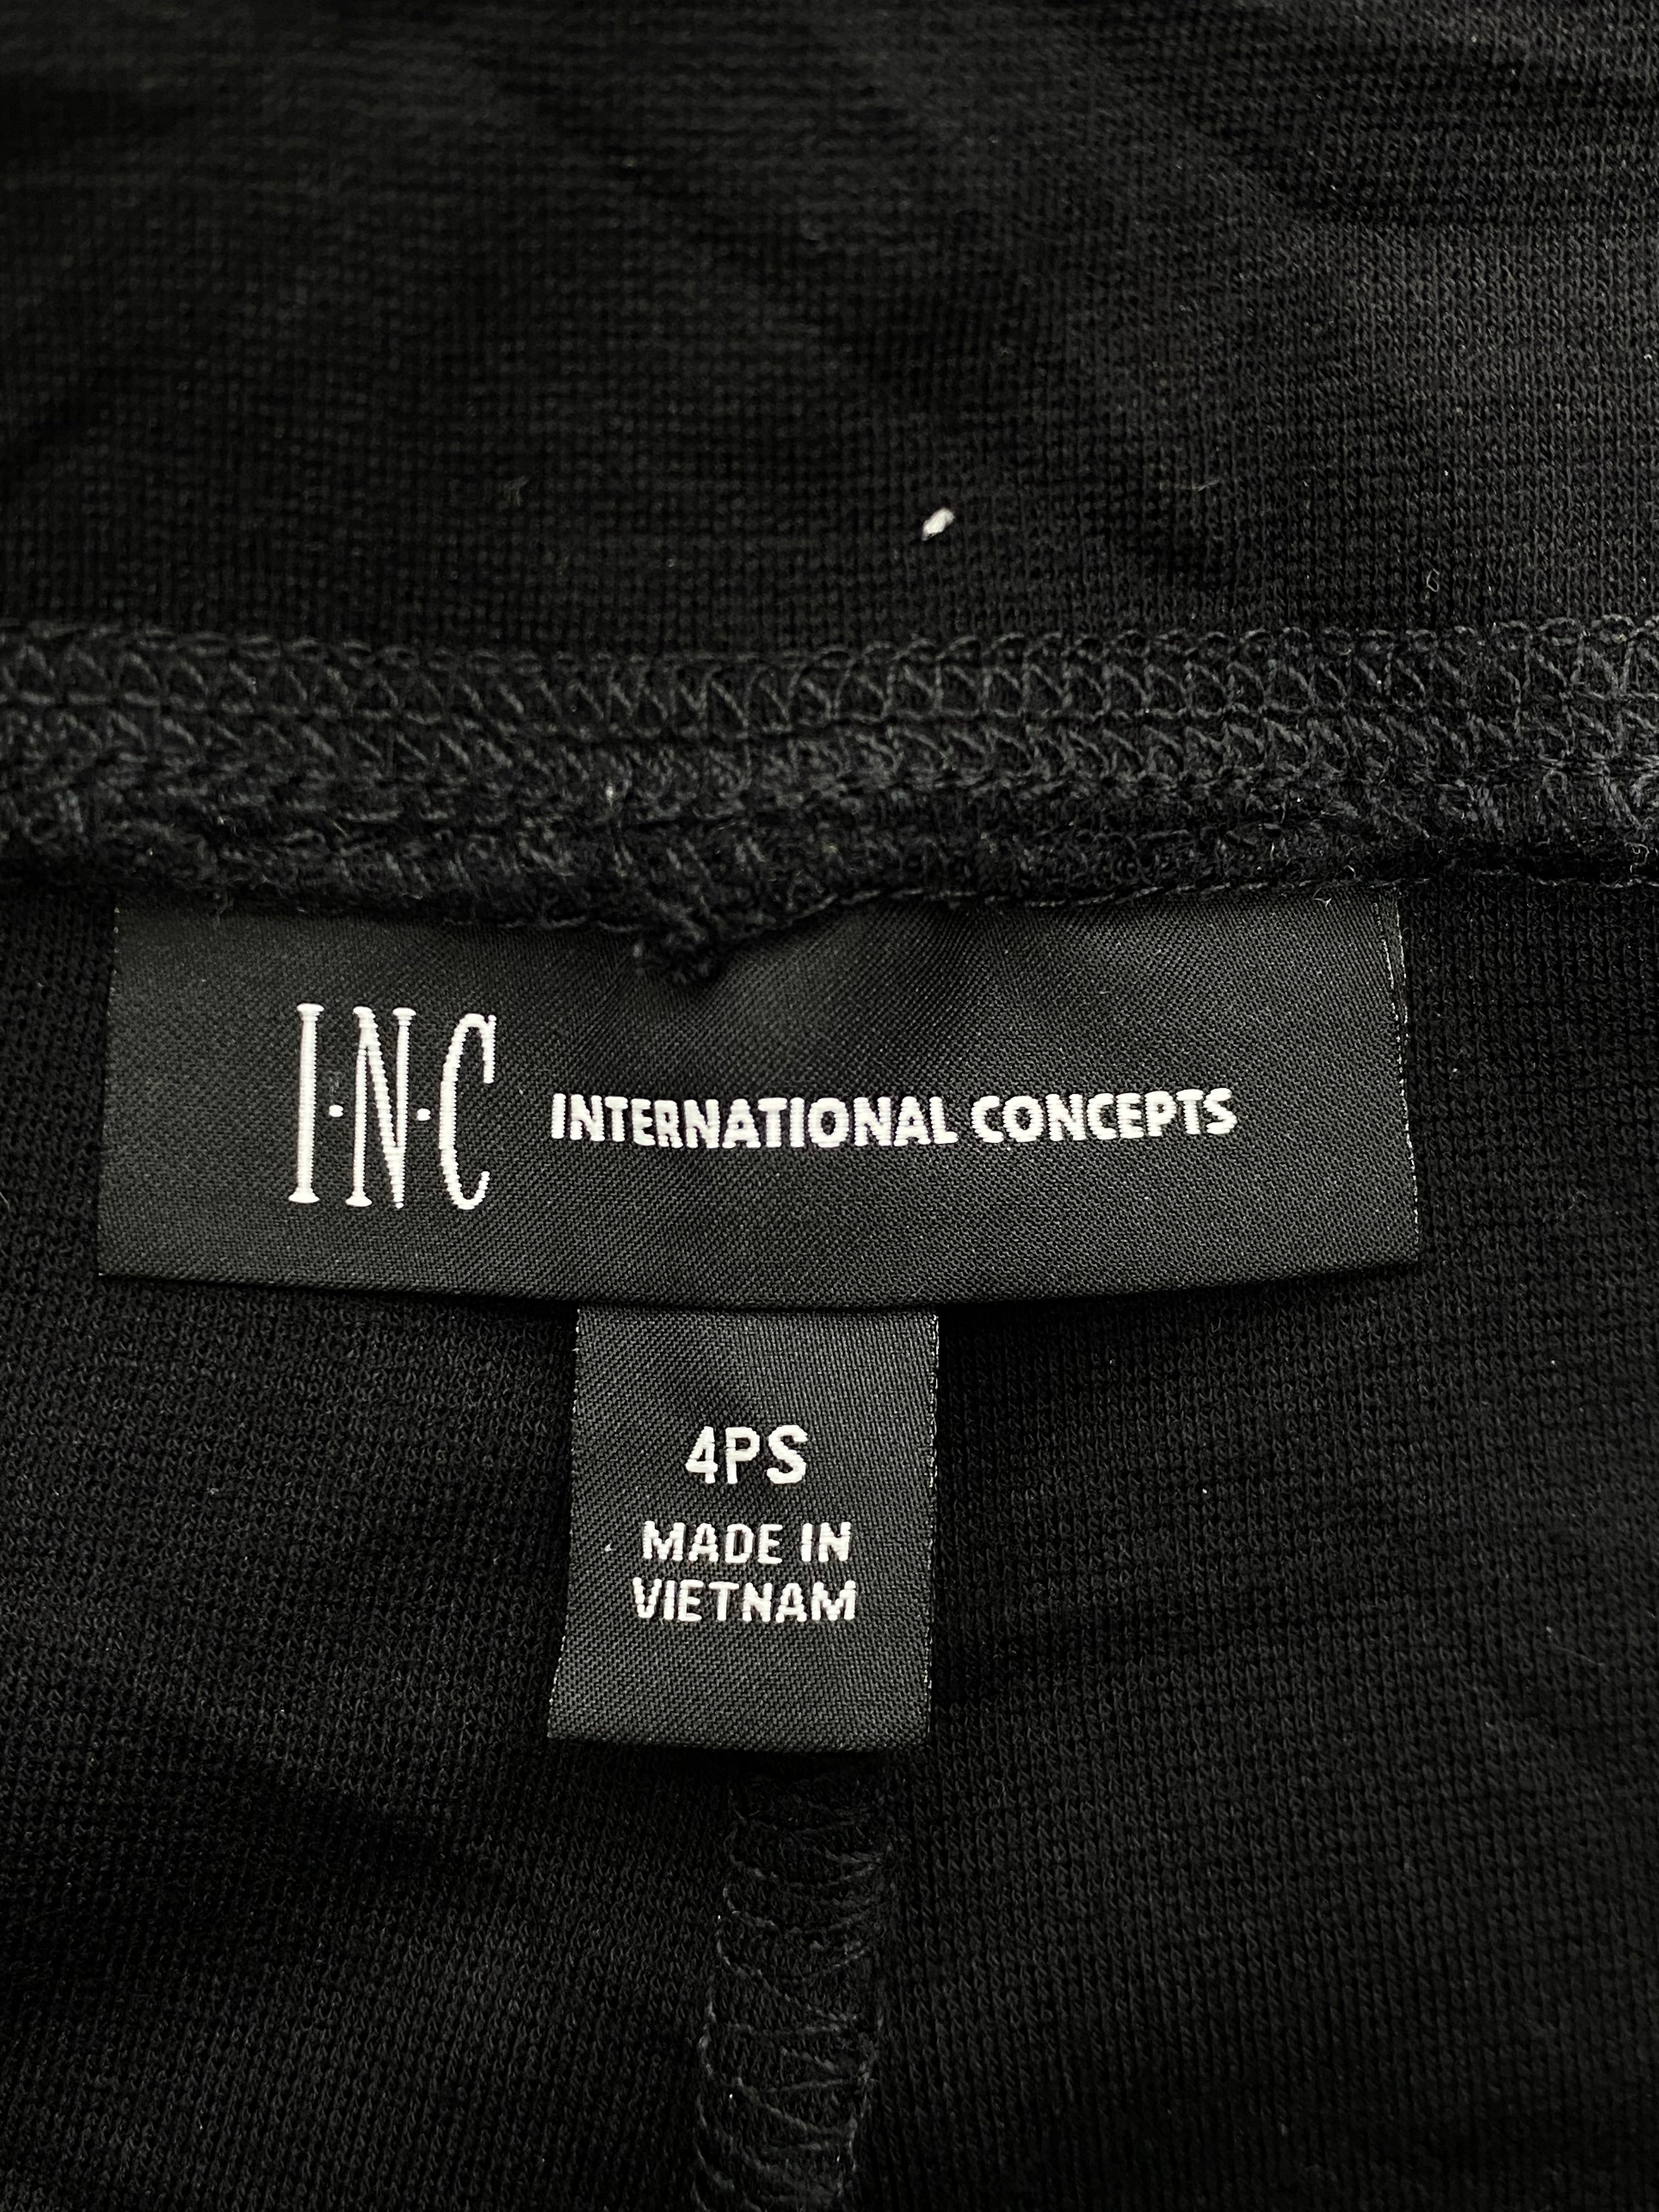 I·N·C INTERNATIONAL CONCEPTS
4PS
MADE IN
VIETNAM